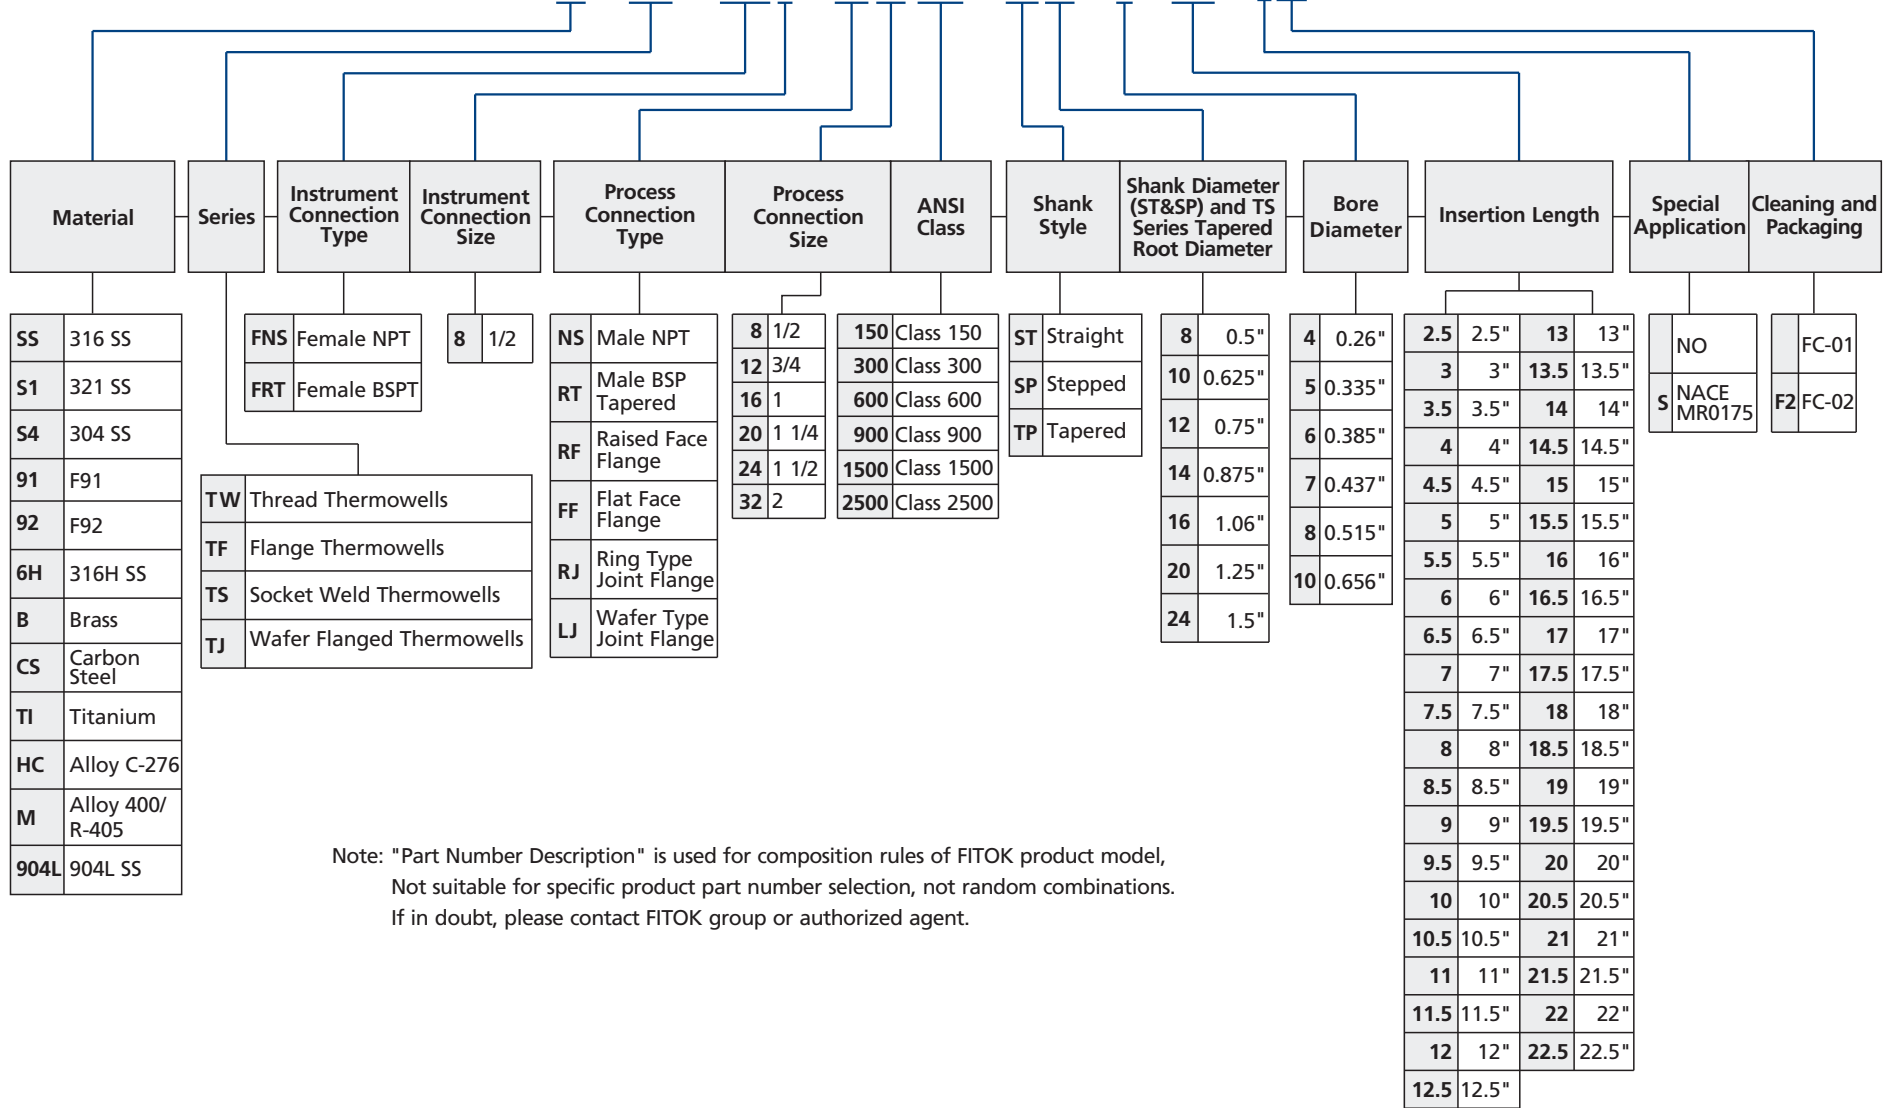 Material
Series
Instrument
Connection
Type
Instrument
Connection
Size
Process
Connection
Type
Process
Connection
Size
ANSI
Class
Shank
Style
Shank Diameter
(ST&SP) and TS
Series Tapered
Root Diameter
Bore
Diameter
Insertion Length
Special
Application
Cleaning and
Packaging
SS 316 SS
S1 321 SS
S4 304 SS
91 F91
92 F92
6H 316H SS
B Brass
CS Carbon
Steel
TI Titanium
HC Alloy C-276
M Alloy 400/
R-405
904L 904L SS
TW Thread Thermowells
TF Flange Thermowells
TS Socket Weld Thermowells
TJ Wafer Flanged Thermowells
FNS Female NPT
FRT Female BSPT
8 1/2
NS Male NPT
RT Male BSP
Tapered
RF Raised Face
Flange
FF Flat Face
Flange
RJ Ring Type
Joint Flange
LJ Wafer Type
Joint Flange
8 1/2
12 3/4
16 1
20 1 1/4
24 1 1/2
32 2
150 Class 150
300 Class 300
600 Class 600
900 Class 900
1500 Class 1500
2500 Class 2500
ST Straight
SP Stepped
TP Tapered
8 0.5"
10 0.625"
12 0.75"
14 0.875"
16 1.06"
20 1.25"
24 1.5"
4 0.26"
5 0.335"
6 0.385"
7 0.437"
8 0.515"
10 0.656"
2.5 2.5" 13 13"
3 3" 13.5 13.5"
3.5 3.5" 14 14"
4 4" 14.5 14.5"
4.5 4.5" 15 15"
5 5" 15.5 15.5"
5.5 5.5" 16 16"
6 6" 16.5 16.5"
6.5 6.5" 17 17"
7 7" 17.5 17.5"
7.5 7.5" 18 18"
8 8" 18.5 18.5"
8.5 8.5" 19 19"
9 9" 19.5 19.5"
9.5 9.5" 20 20"
10 10" 20.5 20.5"
10.5 10.5" 21 21"
11 11" 21.5 21.5"
11.5 11.5" 22 22"
12 12" 22.5 22.5"
12.5 12.5"
NO
S NACE
MR0175
FC-01
F2 FC-02
Note: "Part Number Description" is used for composition rules of FITOK product model,
Not suitable for specific product part number selection, not random combinations.
If in doubt, please contact FITOK group or authorized agent.